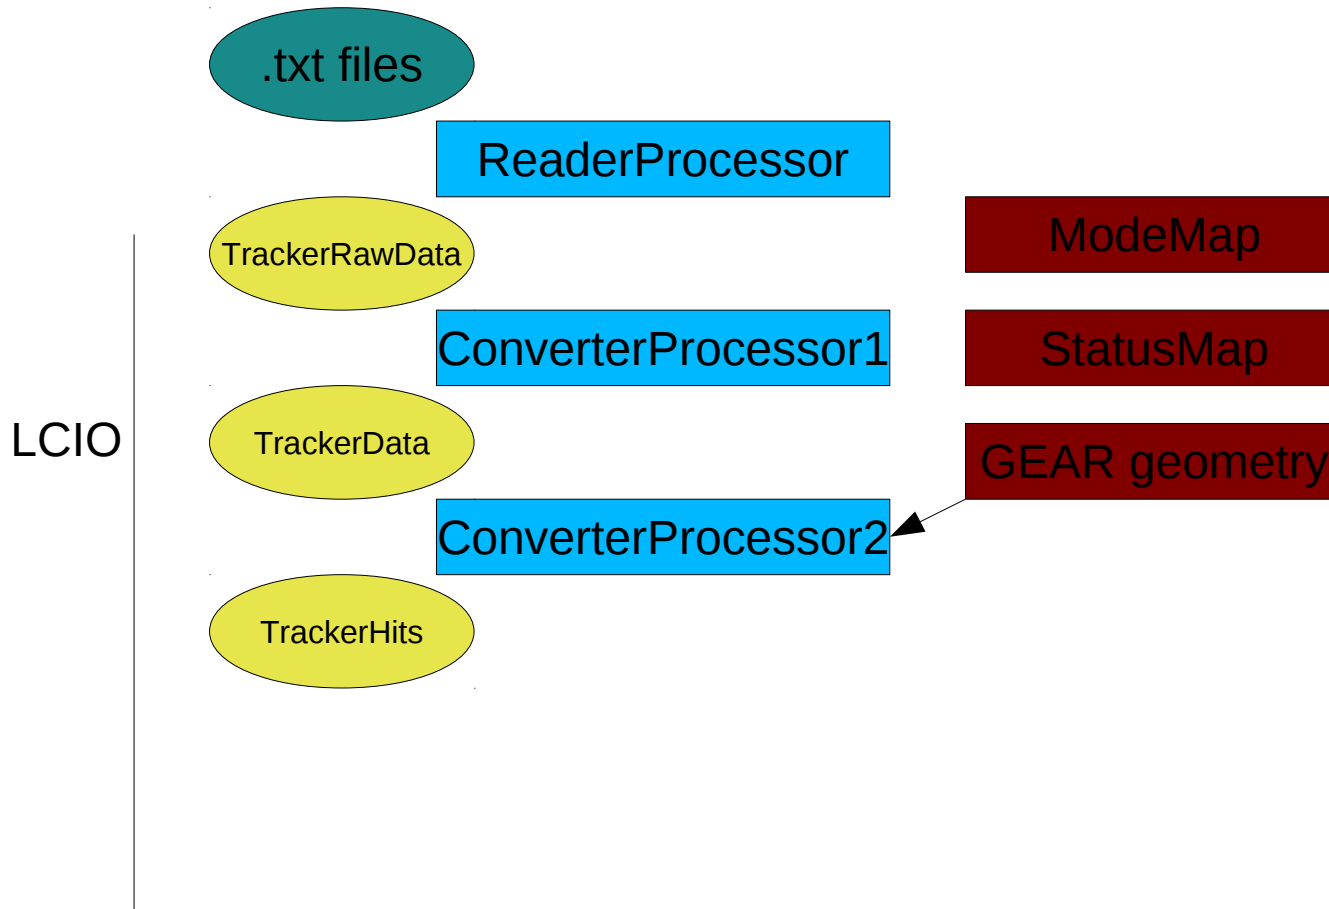 .txt files
ReaderProcessor
TrackerRawData
ModeMap
ConverterProcessor1
StatusMap
LCIO
TrackerData
GEAR geometry
ConverterProcessor2
TrackerHits